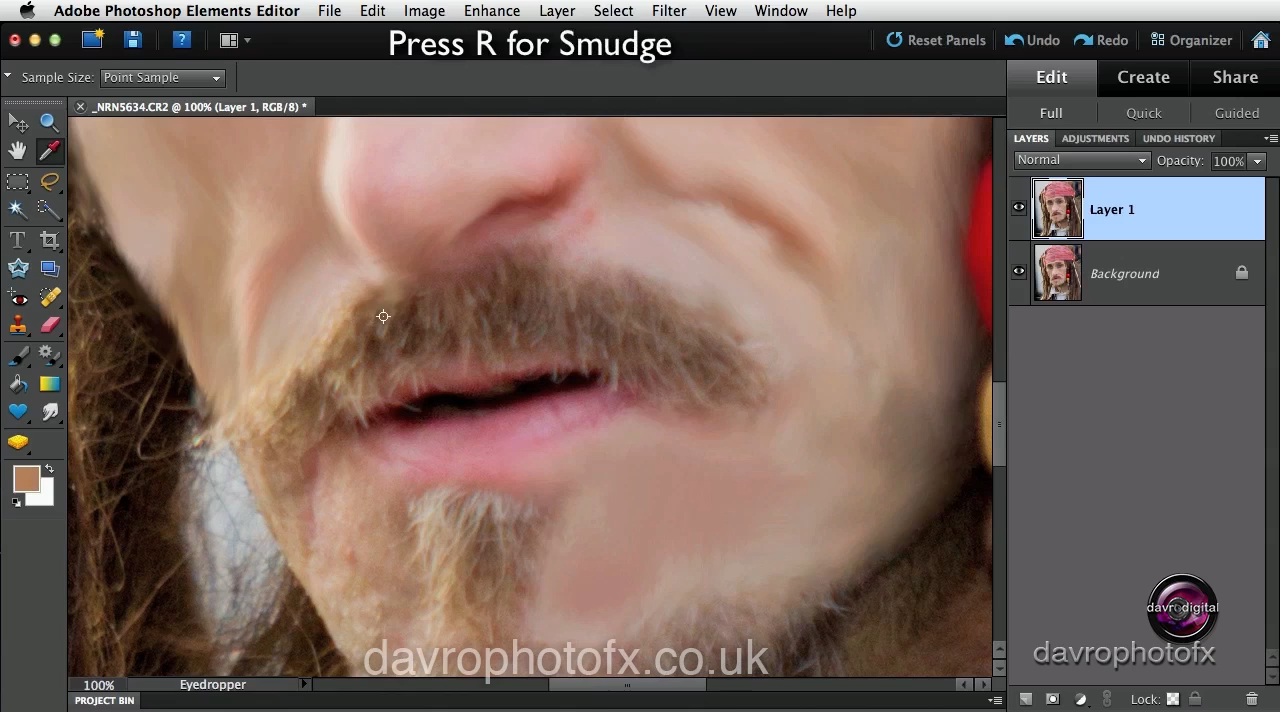 Adobe Photoshop Elements Editor File Edit Image Enhance Layer Select Filter View Window Help
Press R for Smudge
Reset Panels Undo Redo Organizer
Sample Size: Point Sample
Edit Create Share
_NRN5634.CR2 @ 100% (Layer 1, RGB/8) *
Full Quick Guided
LAYERS ADJUSTMENTS UNDO HISTORY
Normal Opacity: 100%
Layer 1
Background
davrodigital
davrophotofx.co.uk
davrophotofx
100% Eyedropper
PROJECT BIN
Lock: